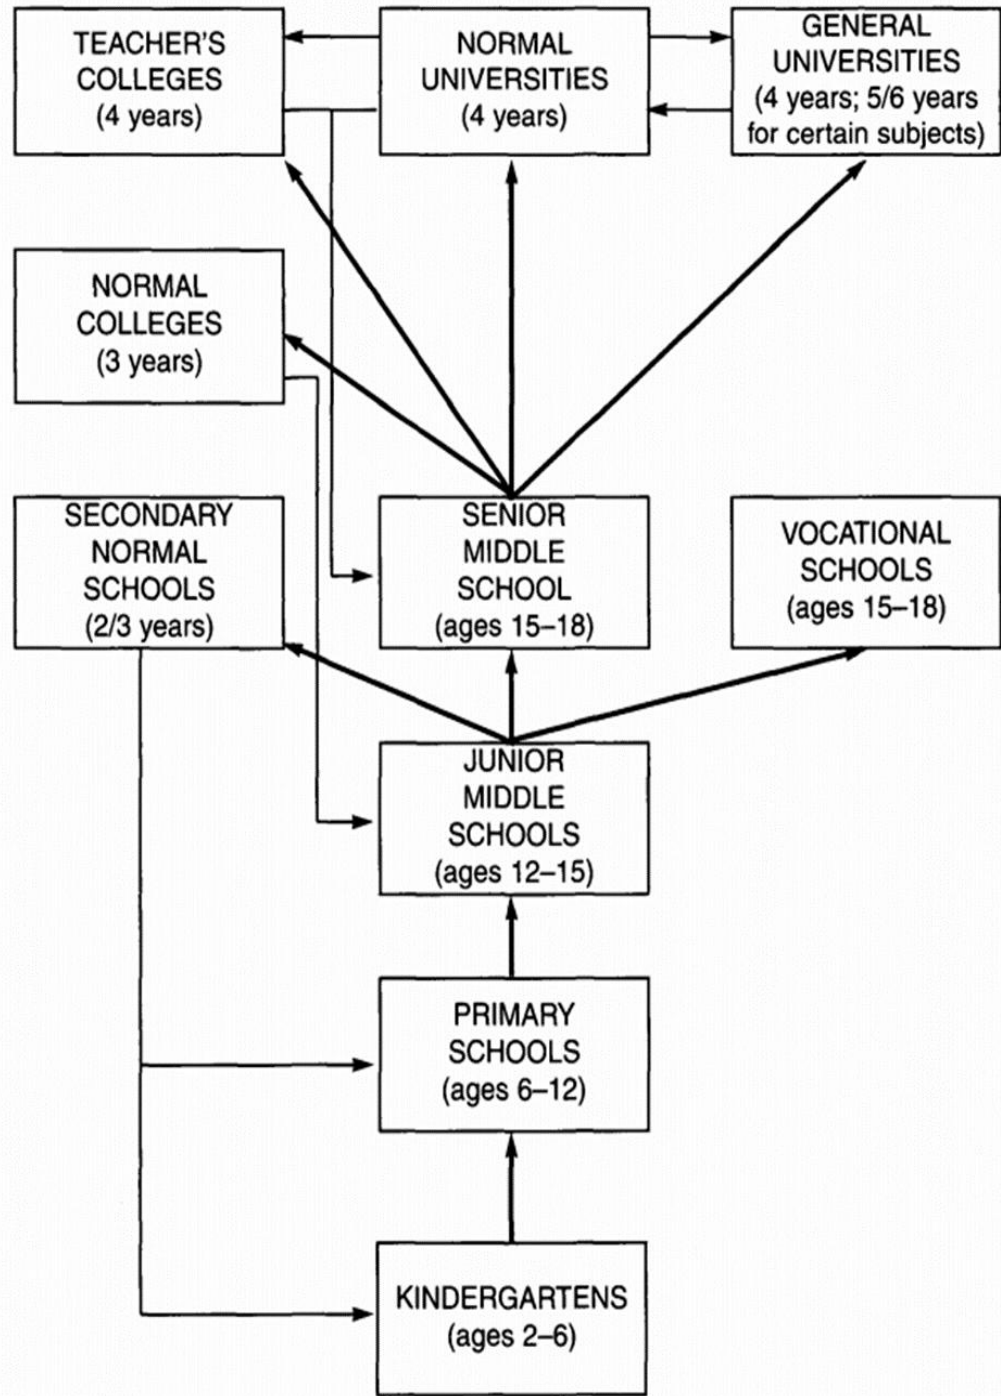 TEACHER'S
COLLEGES
(4 years)
NORMAL
UNIVERSITIES
(4 years)
GENERAL
UNIVERSITIES
(4 years; 5/6 years
for certain subjects)
NORMAL
COLLEGES
(3 years)
SECONDARY
NORMAL
SCHOOLS
(2/3 years)
SENIOR
MIDDLE
SCHOOL
(ages 15–18)
VOCATIONAL
SCHOOLS
(ages 15–18)
JUNIOR
MIDDLE
SCHOOLS
(ages 12–15)
PRIMARY
SCHOOLS
(ages 6–12)
KINDERGARTENS
(ages 2–6)